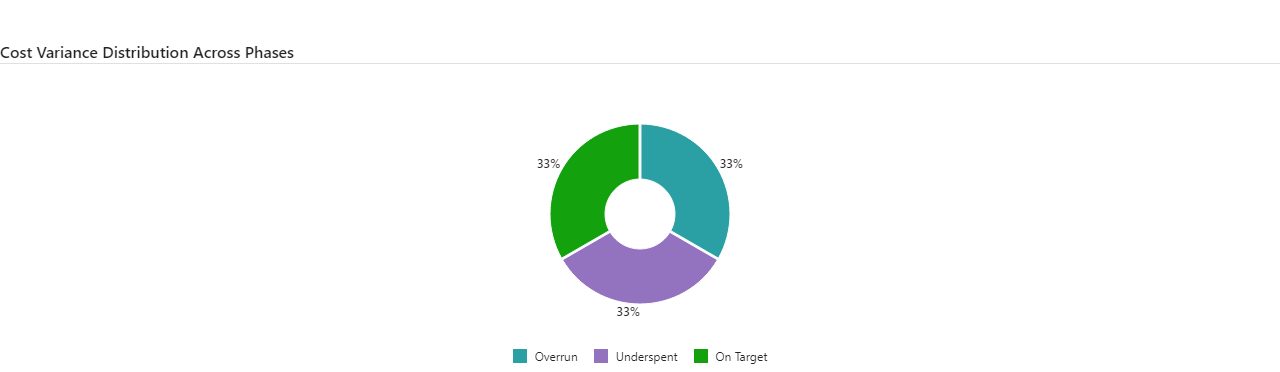 Cost Variance Distribution Across Phases
33%
33%
33%
Overrun
Underspent
On Target